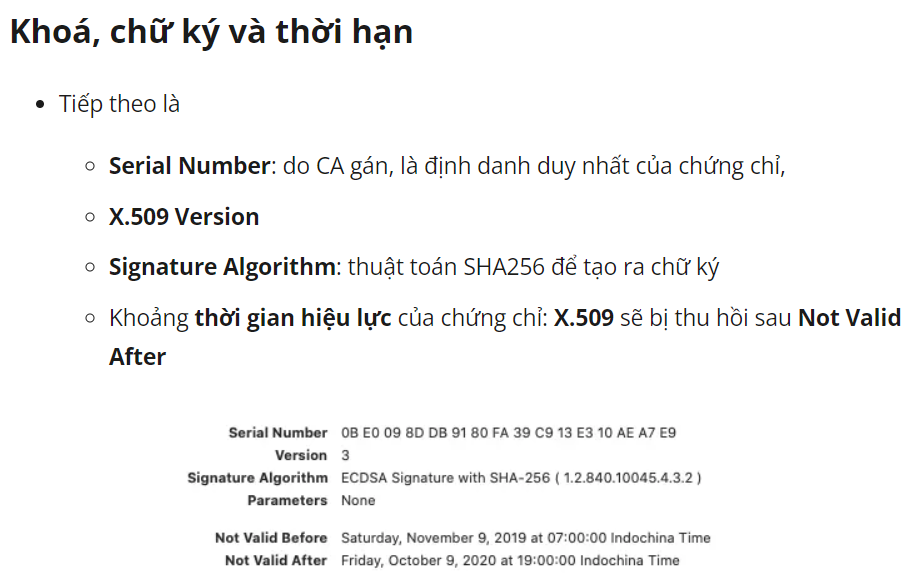 Khoá, chữ ký và thời hạn
Tiếp theo là
Serial Number: do CA gán, là định danh duy nhất của chứng chỉ,
X.509 Version
Signature Algorithm: thuật toán SHA256 để tạo ra chữ ký
Khoảng thời gian hiệu lực của chứng chỉ: X.509 sẽ bị thu hồi sau Not Valid
After
Serial Number 0B E0 09 8D DB 91 80 FA 39 C9 13 E3 10 AE A7 E9
Version 3
Signature Algorithm ECDSA Signature with SHA-256 ( 1.2.840.10045.4.3.2 )
Parameters None
Not Valid Before Saturday, November 9, 2019 at 07:00:00 Indochina Time
Not Valid After Friday, October 9, 2020 at 19:00:00 Indochina Time